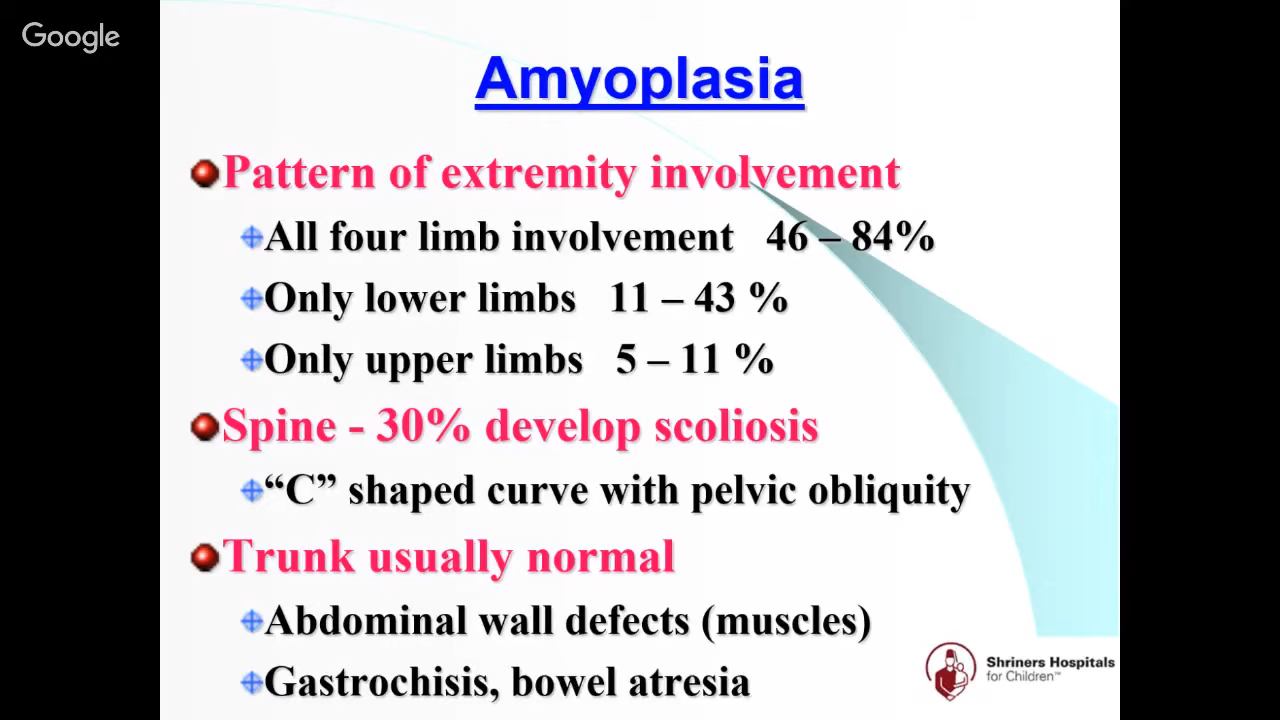 Google
Amyoplasia
Pattern of extremity involvement
All four limb involvement 46 – 84%
Only lower limbs 11 – 43 %
Only upper limbs 5 – 11 %
Spine - 30% develop scoliosis
“C” shaped curve with pelvic obliquity
Trunk usually normal
Abdominal wall defects (muscles)
Gastrochisis, bowel atresia
Shriners Hospitals
for Children™